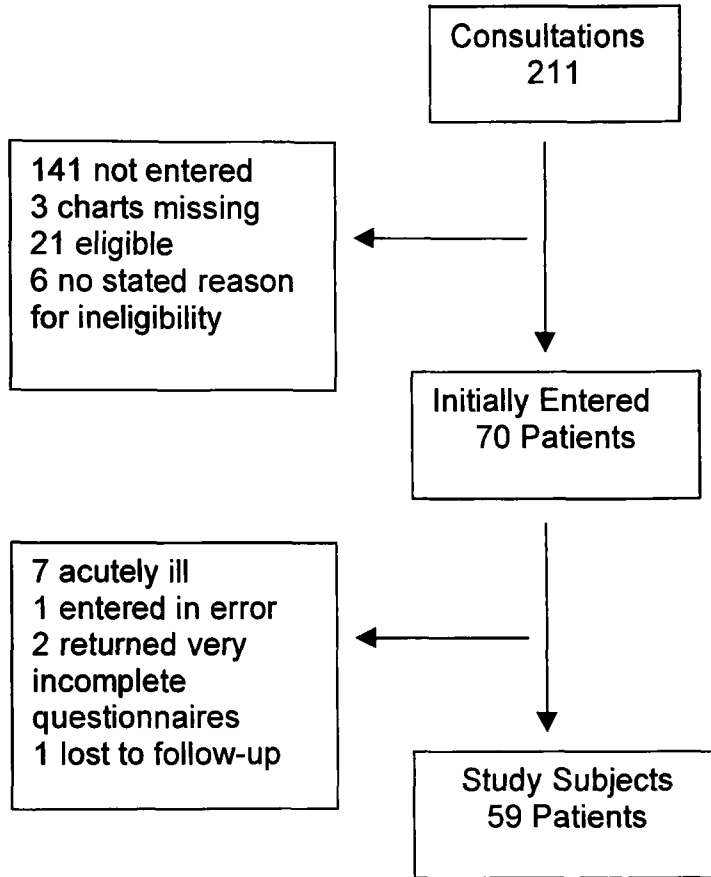 Consultations
211
141 not entered
3 charts missing
21 eligible
6 no stated reason
for ineligibility
Initially Entered
70 Patients
7 acutely ill
1 entered in error
2 returned very
incomplete
questionnaires
1 lost to follow-up
Study Subjects
59 Patients